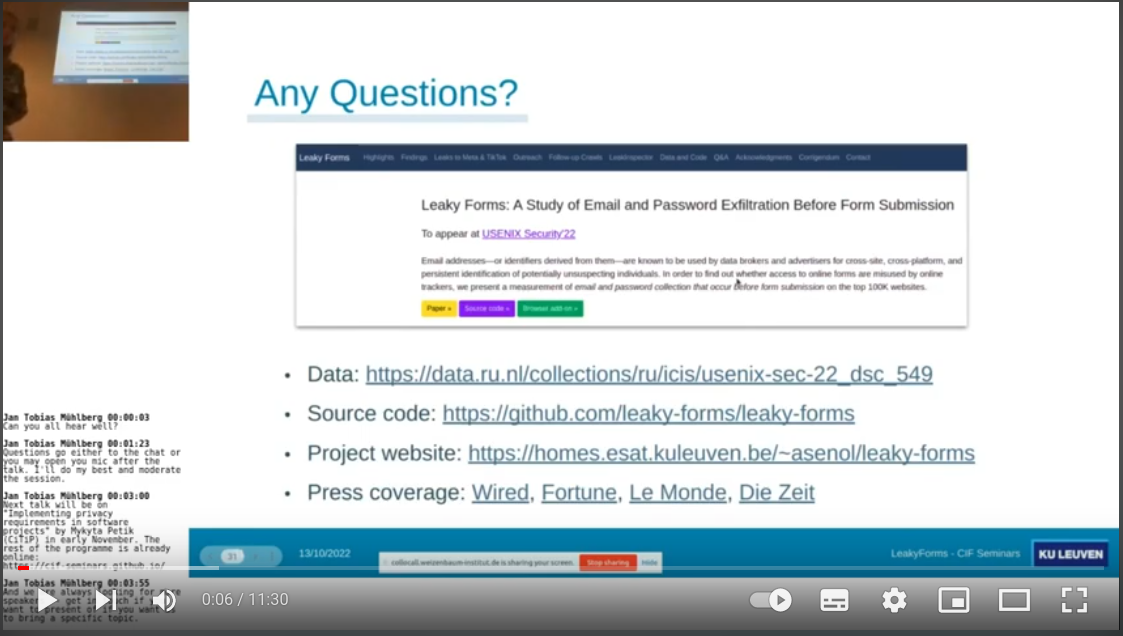 Any Questions?
Leaky Forms Highlights Findings Leaks to Meta & TikTok Outreach Follow-up Crawls LeakInspector Data and Code Q&A Acknowledgments Corrigendum Contact
Leaky Forms: A Study of Email and Password Exfiltration Before Form Submission
To appear at USENIX Security'22
Email addresses—or identifiers derived from them—are known to be used by data brokers and advertisers for cross-site, cross-platform, and
persistent identification of potentially unsuspecting individuals. In order to find out whether access to online forms are misused by online
trackers, we present a measurement of email and password collection that occur before form submission on the top 100K websites.
Paper » Source code » Browser add-on »
• Data: https://data.ru.nl/collections/ru/icis/usenix-sec-22_dsc_549
• Source code: https://github.com/leaky-forms/leaky-forms
• Project website: https://homes.esat.kuleuven.be/~asenol/leaky-forms
• Press coverage: Wired, Fortune, Le Monde, Die Zeit
Jan Tobias Mühlberg 00:00:03
Can you all hear well?
Jan Tobias Mühlberg 00:01:23
Questions go either to the chat or
you may open you mic after the
talk. I'll do my best and moderate
the session.
Jan Tobias Mühlberg 00:03:00
Next talk will be on
"Implementing privacy
requirements in software
projects" by Mykyta Petik
(CiTiP) in early November. The
rest of the programme is already
online:
https://cif-seminars.github.io/
Jan Tobias Mühlberg 00:03:55
And we are always looking for
speakers get in if you
want to present of if you want
to bring a specific topic.
31
13/10/2022
collocall.weizenbaum-institut.de is sharing your screen. Stop sharing Hide
LeakyForms - CIF Seminars
KU LEUVEN
0:06 / 11:30